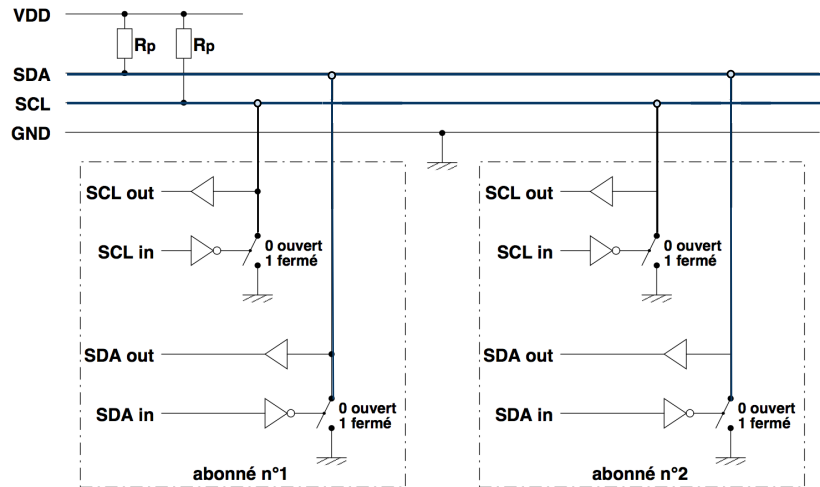 VDD
Rp Rp
SDA
SCL
GND
SCL out
SCL in
0 ouvert
1 fermé
SDA out
SDA in
0 ouvert
1 fermé
abonné n°1
SCL out
SCL in
0 ouvert
1 fermé
SDA out
SDA in
0 ouvert
1 fermé
abonné n°2